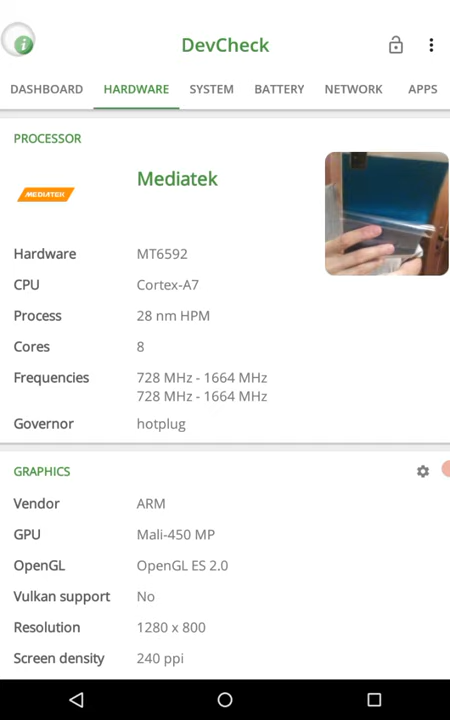 DevCheck
DASHBOARD HARDWARE SYSTEM BATTERY NETWORK APPS
PROCESSOR
MEDIATEK
Mediatek
Hardware MT6592
CPU Cortex-A7
Process 28 nm HPM
Cores 8
Frequencies 728 MHz - 1664 MHz
728 MHz - 1664 MHz
Governor hotplug
GRAPHICS
Vendor ARM
GPU Mali-450 MP
OpenGL OpenGL ES 2.0
Vulkan support No
Resolution 1280 x 800
Screen density 240 ppi